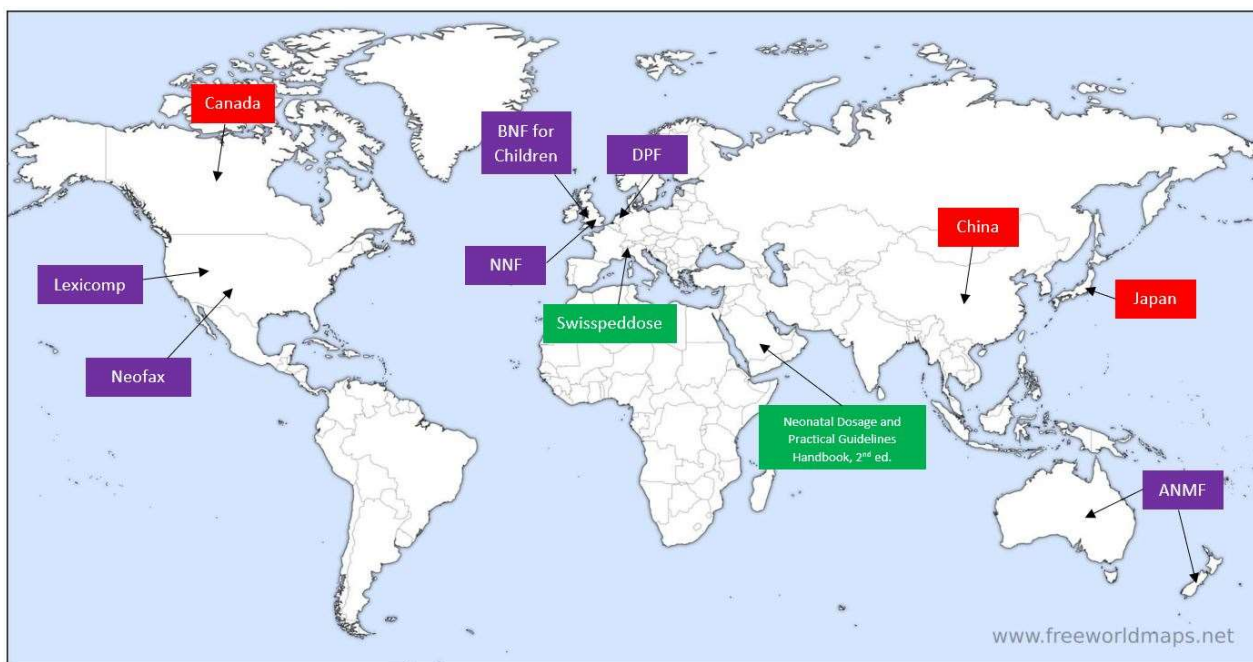 Canada
BNF for
Children
DPF
China
NNF
Lexicomp
Japan
Swisspeddose
Neofax
Neonatal Dosage and
Practical Guidelines
Handbook, 2nd ed.
ANMF
www.freeworldmaps.net